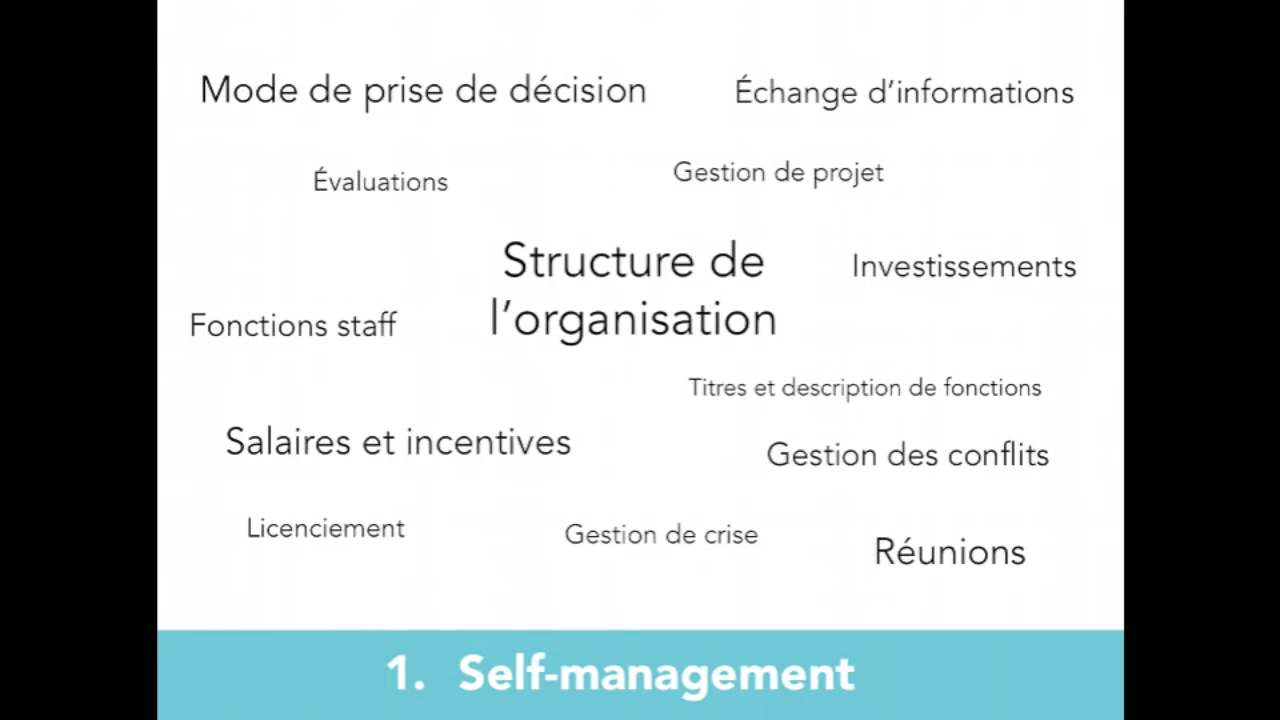 Mode de prise de décision
Échange d’informations
Évaluations
Gestion de projet
Structure de
l’organisation
Investissements
Fonctions staff
Titres et description de fonctions
Salaires et incentives
Gestion des conflits
Licenciement
Gestion de crise
Réunions
1. Self-management